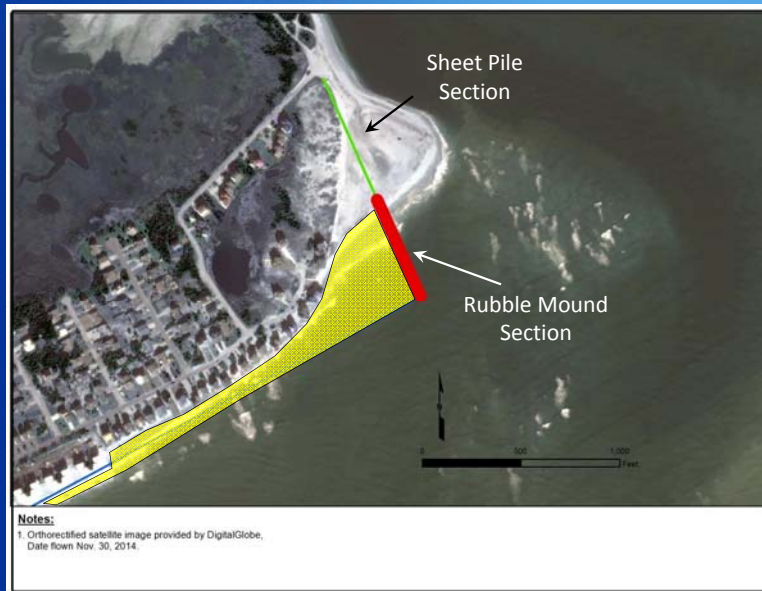 Sheet Pile
Section
Rubble Mound
Section
0 500 1,000
Feet
Notes:
1. Orthorectified satellite image provided by DigitalGlobe,
Date flown Nov. 30, 2014.